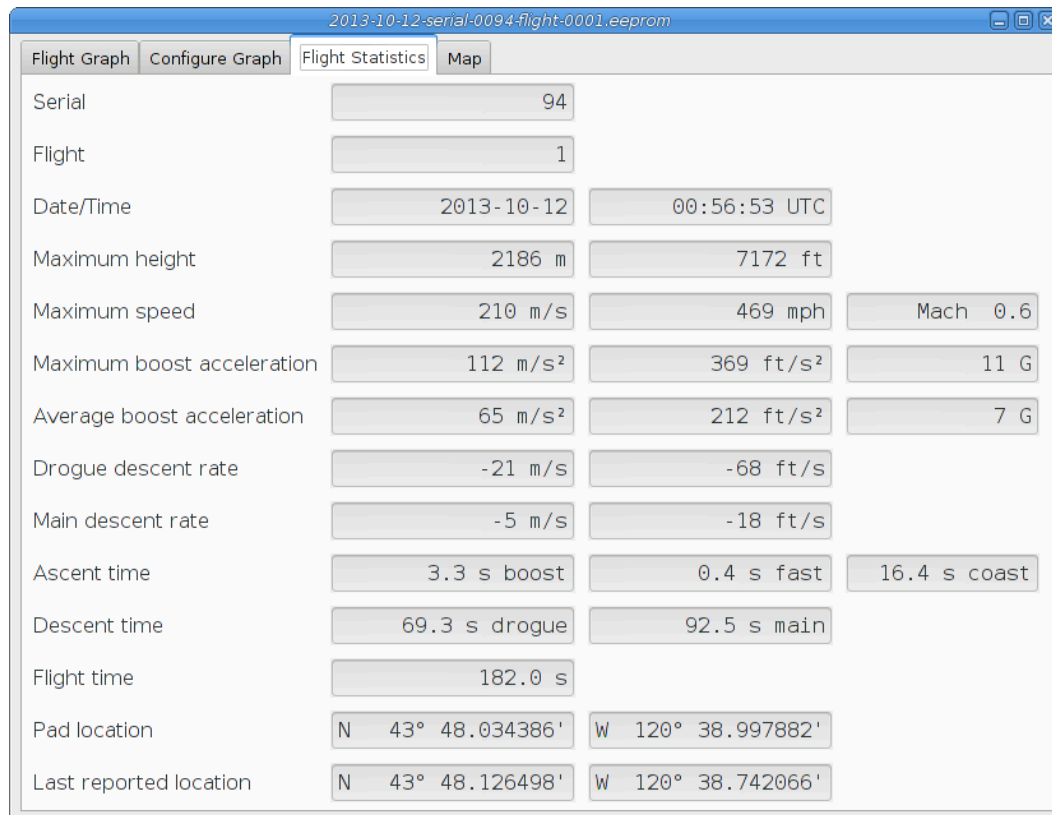 2013-10-12-serial-0094-flight-0001.eeprom
Flight Graph Configure Graph Flight Statistics Map
Serial 94
Flight 1
Date/Time 2013-10-12 00:56:53 UTC
Maximum height 2186 m 7172 ft
Maximum speed 210 m/s 469 mph Mach 0.6
Maximum boost acceleration 112 m/s² 369 ft/s² 11 G
Average boost acceleration 65 m/s² 212 ft/s² 7 G
Drogue descent rate -21 m/s -68 ft/s
Main descent rate -5 m/s -18 ft/s
Ascent time 3.3 s boost 0.4 s fast 16.4 s coast
Descent time 69.3 s drogue 92.5 s main
Flight time 182.0 s
Pad location N 43° 48.034386' W 120° 38.997882'
Last reported location N 43° 48.126498' W 120° 38.742066'